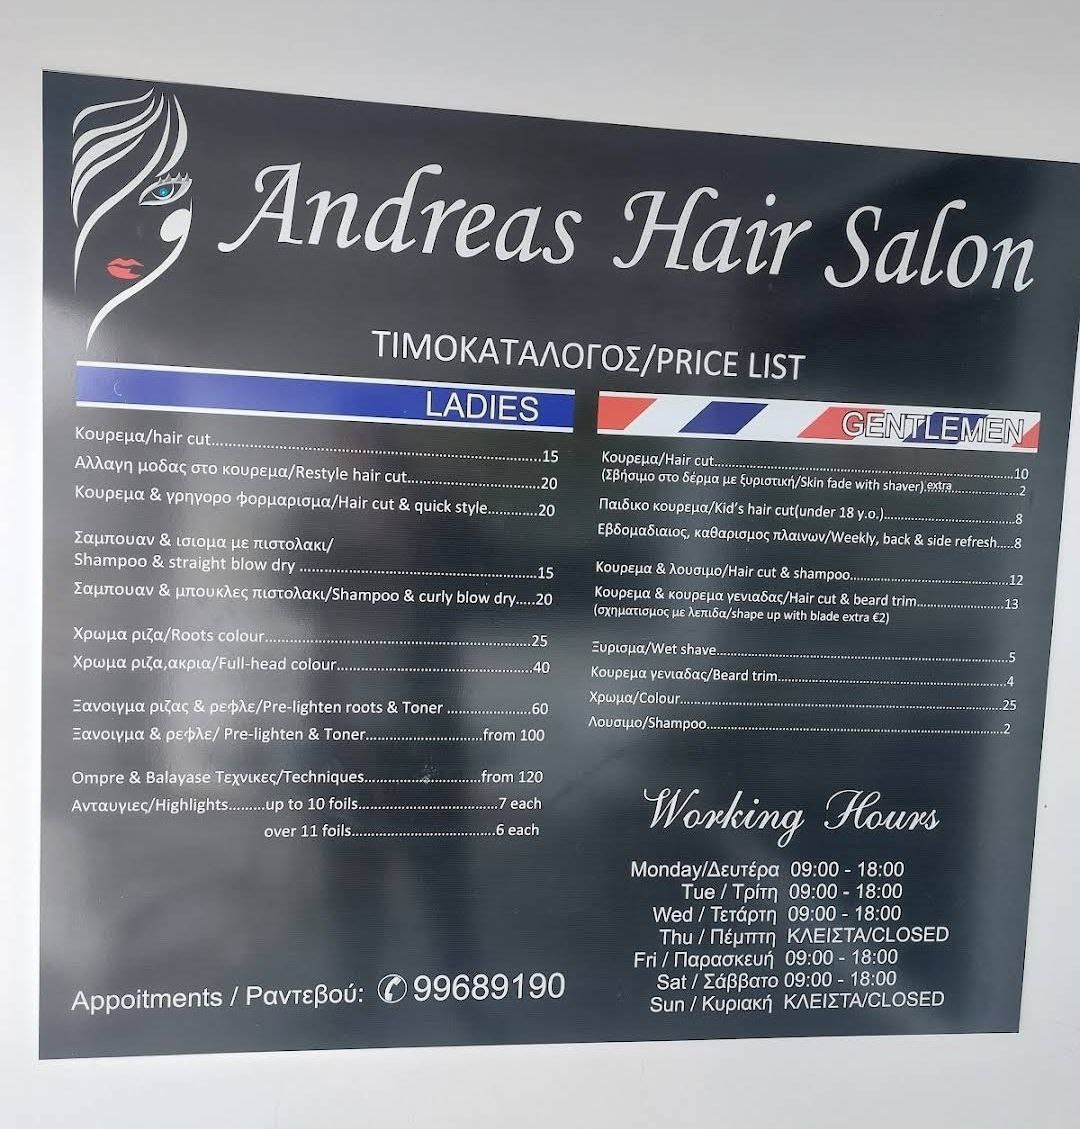 Andreas Hair Salon
ΤΙΜΟΚΑΤΑΛΟΓΟΣ/PRICE LIST
LADIES
Κουρεμα/hair cut.....15
Αλλαγη μοδας στο κουρεμα/Restyle hair cut.....20
Κουρεμα & γρηγορο φορμαρισμα/Hair cut & quick style.....20
Σαμπουαν & ισιομα με πιστολακι/
Shampoo & straight blow dry .....15
Σαμπουαν & μπουκλες πιστολακι/Shampoo & curly blow dry.....20
Χρωμα ριζα/Roots colour.....25
Χρωμα ριζα,ακρια/Full-head colour.....40
Ξανοιγμα ριζας & ρεφλε/Pre-lighten roots & Toner .....60
Ξανοιγμα & ρεφλε/ Pre-lighten & Toner.....from 100
Ompre & Balayase Τεχνικες/Techniques.....from 120
Ανταυγιες/Highlights.........up to 10 foils.....7 each
over 11 foils.....6 each
Appoitments / Ραντεβού: ✆ 99689190
GENTLEMEN
Κουρεμα/Hair cut.....10
(Σβήσιμο στο δέρμα με ξυριστική/Skin fade with shaver).extra.....2
Παιδικο κουρεμα/Kid's hair cut(under 18 y.o.).....8
Εβδομαδιαιος, καθαρισμος πλαινων/Weekly, back & side refresh.....8
Κουρεμα & λουσιμο/Hair cut & shampoo.....12
Κουρεμα & κουρεμα γενιαδας/Hair cut & beard trim.....13
(σχηματισμος με λεπιδα/shape up with blade extra €2)
Ξυρισμα/Wet shave.....5
Κουρεμα γενιαδας/Beard trim.....4
Χρωμα/Colour.....25
Λουσιμο/Shampoo.....2
Working Hours
Monday/Δευτέρα 09:00 - 18:00
Tue / Τρίτη 09:00 - 18:00
Wed / Τετάρτη 09:00 - 18:00
Thu / Πέμπτη ΚΛΕΙΣΤΑ/CLOSED
Fri / Παρασκευή 09:00 - 18:00
Sat / Σάββατο 09:00 - 18:00
Sun / Κυριακή ΚΛΕΙΣΤΑ/CLOSED